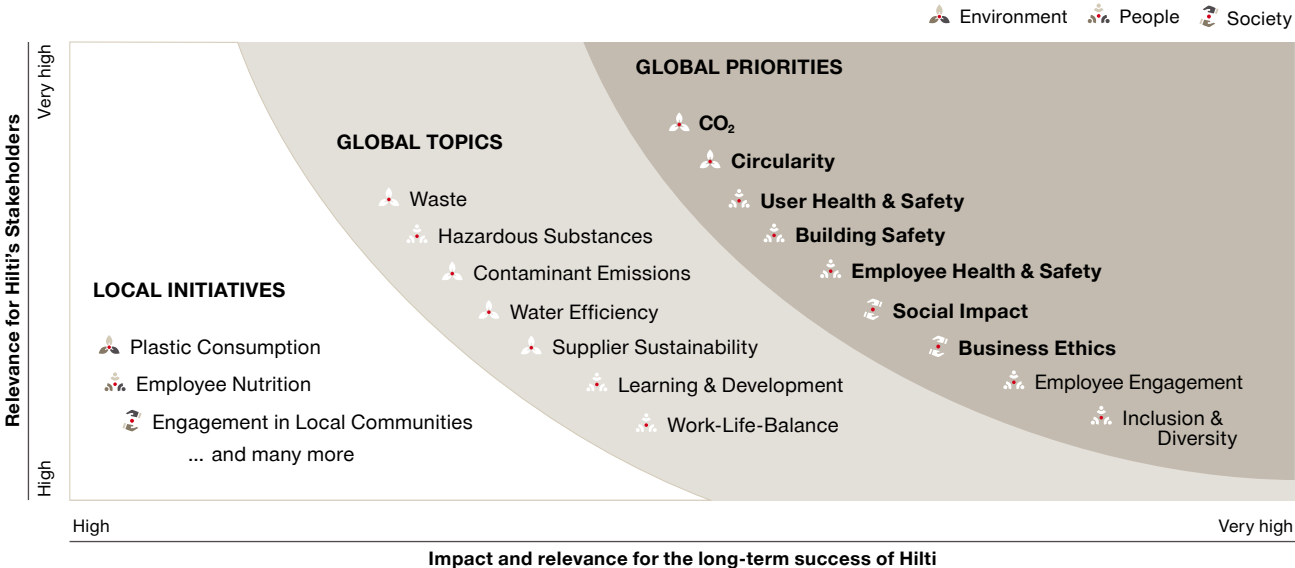 Environment
People
Society
Relevance for Hilti's Stakeholders
Very high
High
GLOBAL PRIORITIES
CO₂
Circularity
User Health & Safety
Building Safety
Employee Health & Safety
Social Impact
Business Ethics
Employee Engagement
Inclusion &
Diversity
GLOBAL TOPICS
Waste
Hazardous Substances
Contaminant Emissions
Water Efficiency
Supplier Sustainability
Learning & Development
Work-Life-Balance
LOCAL INITIATIVES
Plastic Consumption
Employee Nutrition
Engagement in Local Communities
... and many more
High
Very high
Impact and relevance for the long-term success of Hilti